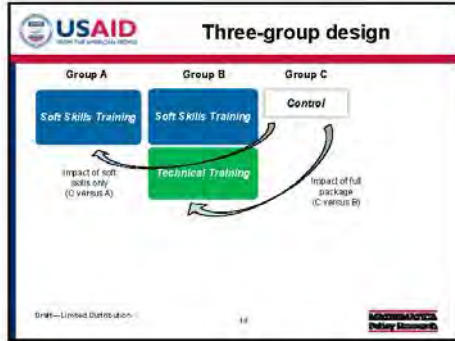 USAID
FROM THE AMERICAN PEOPLE
Three-group design
Group A
Group B
Group C
Soft Skills Training
Soft Skills Training
Control
Technical Training
Impact of soft
skills only
(C versus A)
Impact of full
package
(C versus B)
Draft—Limited Distribution
MATHEMATICA
Policy Research